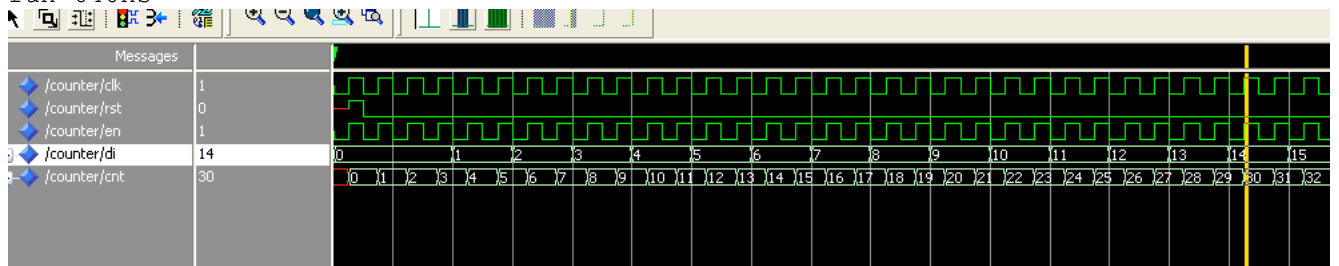 Messages
/counter/clk 1
/counter/rst 0
/counter/en 1
/counter/di 14 0 1 2 3 4 5 6 7 8 9 10 11 12 13 14 15
/counter/cnt 30 0 1 2 3 4 5 6 7 8 9 10 11 12 13 14 15 16 17 18 19 20 21 22 23 24 25 26 27 28 29 30 31 32